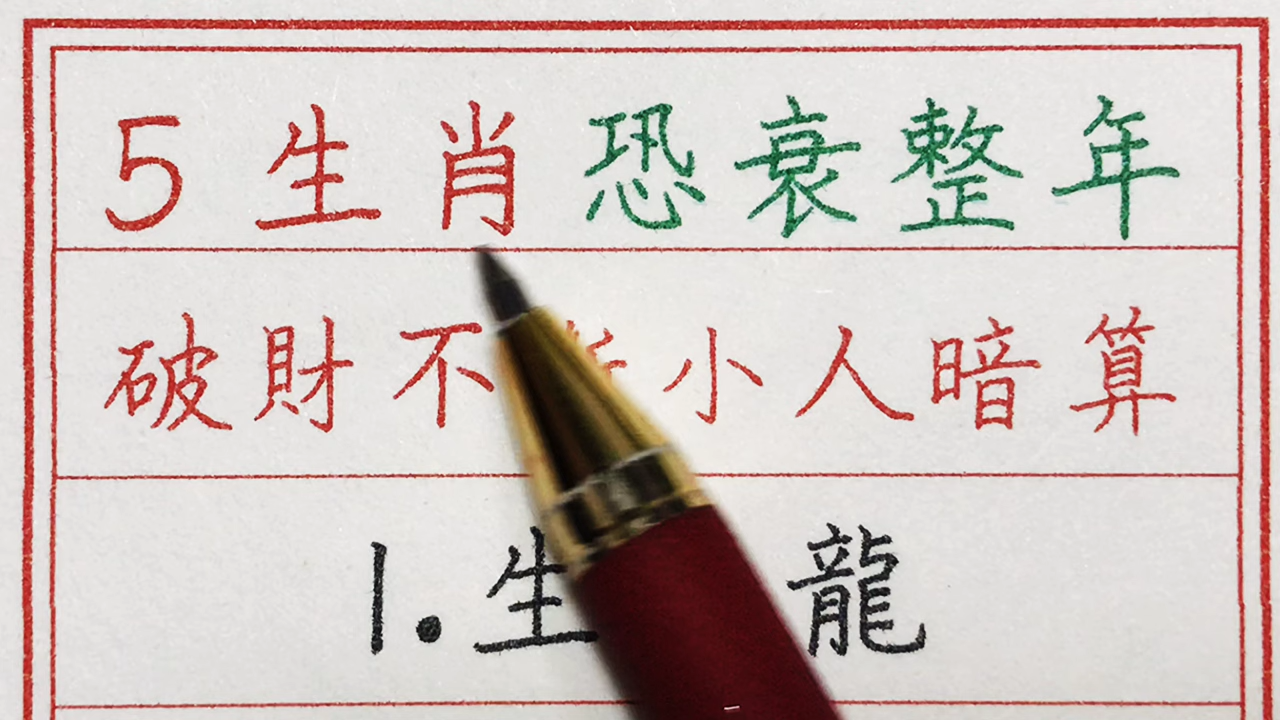 5生肖恐衰整年
破財不 小人暗算
1.生 龍